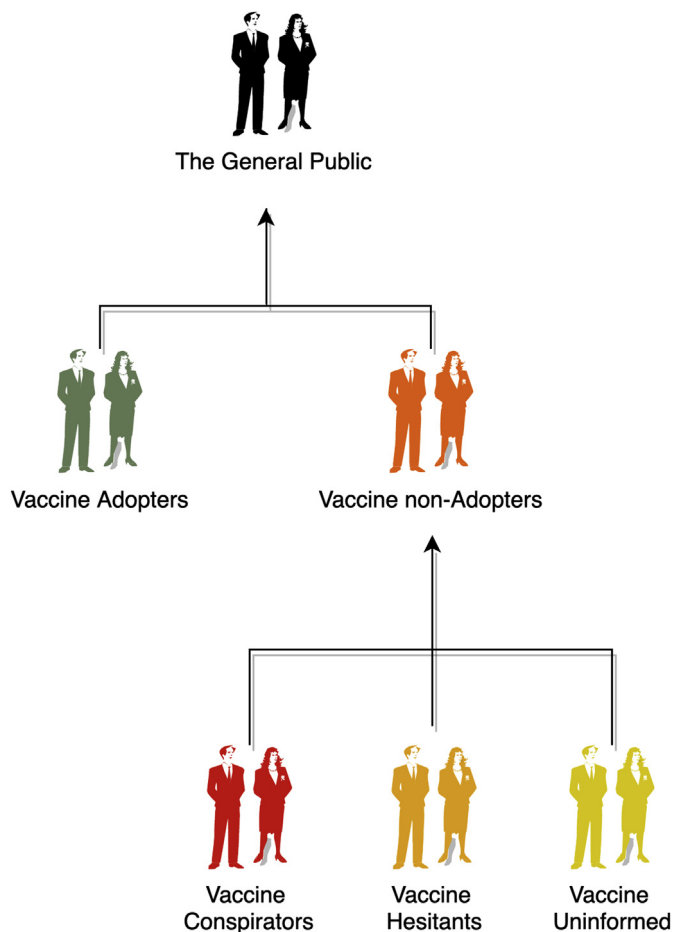 The General Public
Vaccine Adopters
Vaccine non-Adopters
Vaccine
Conspirators
Vaccine
Hesitants
Vaccine
Uninformed